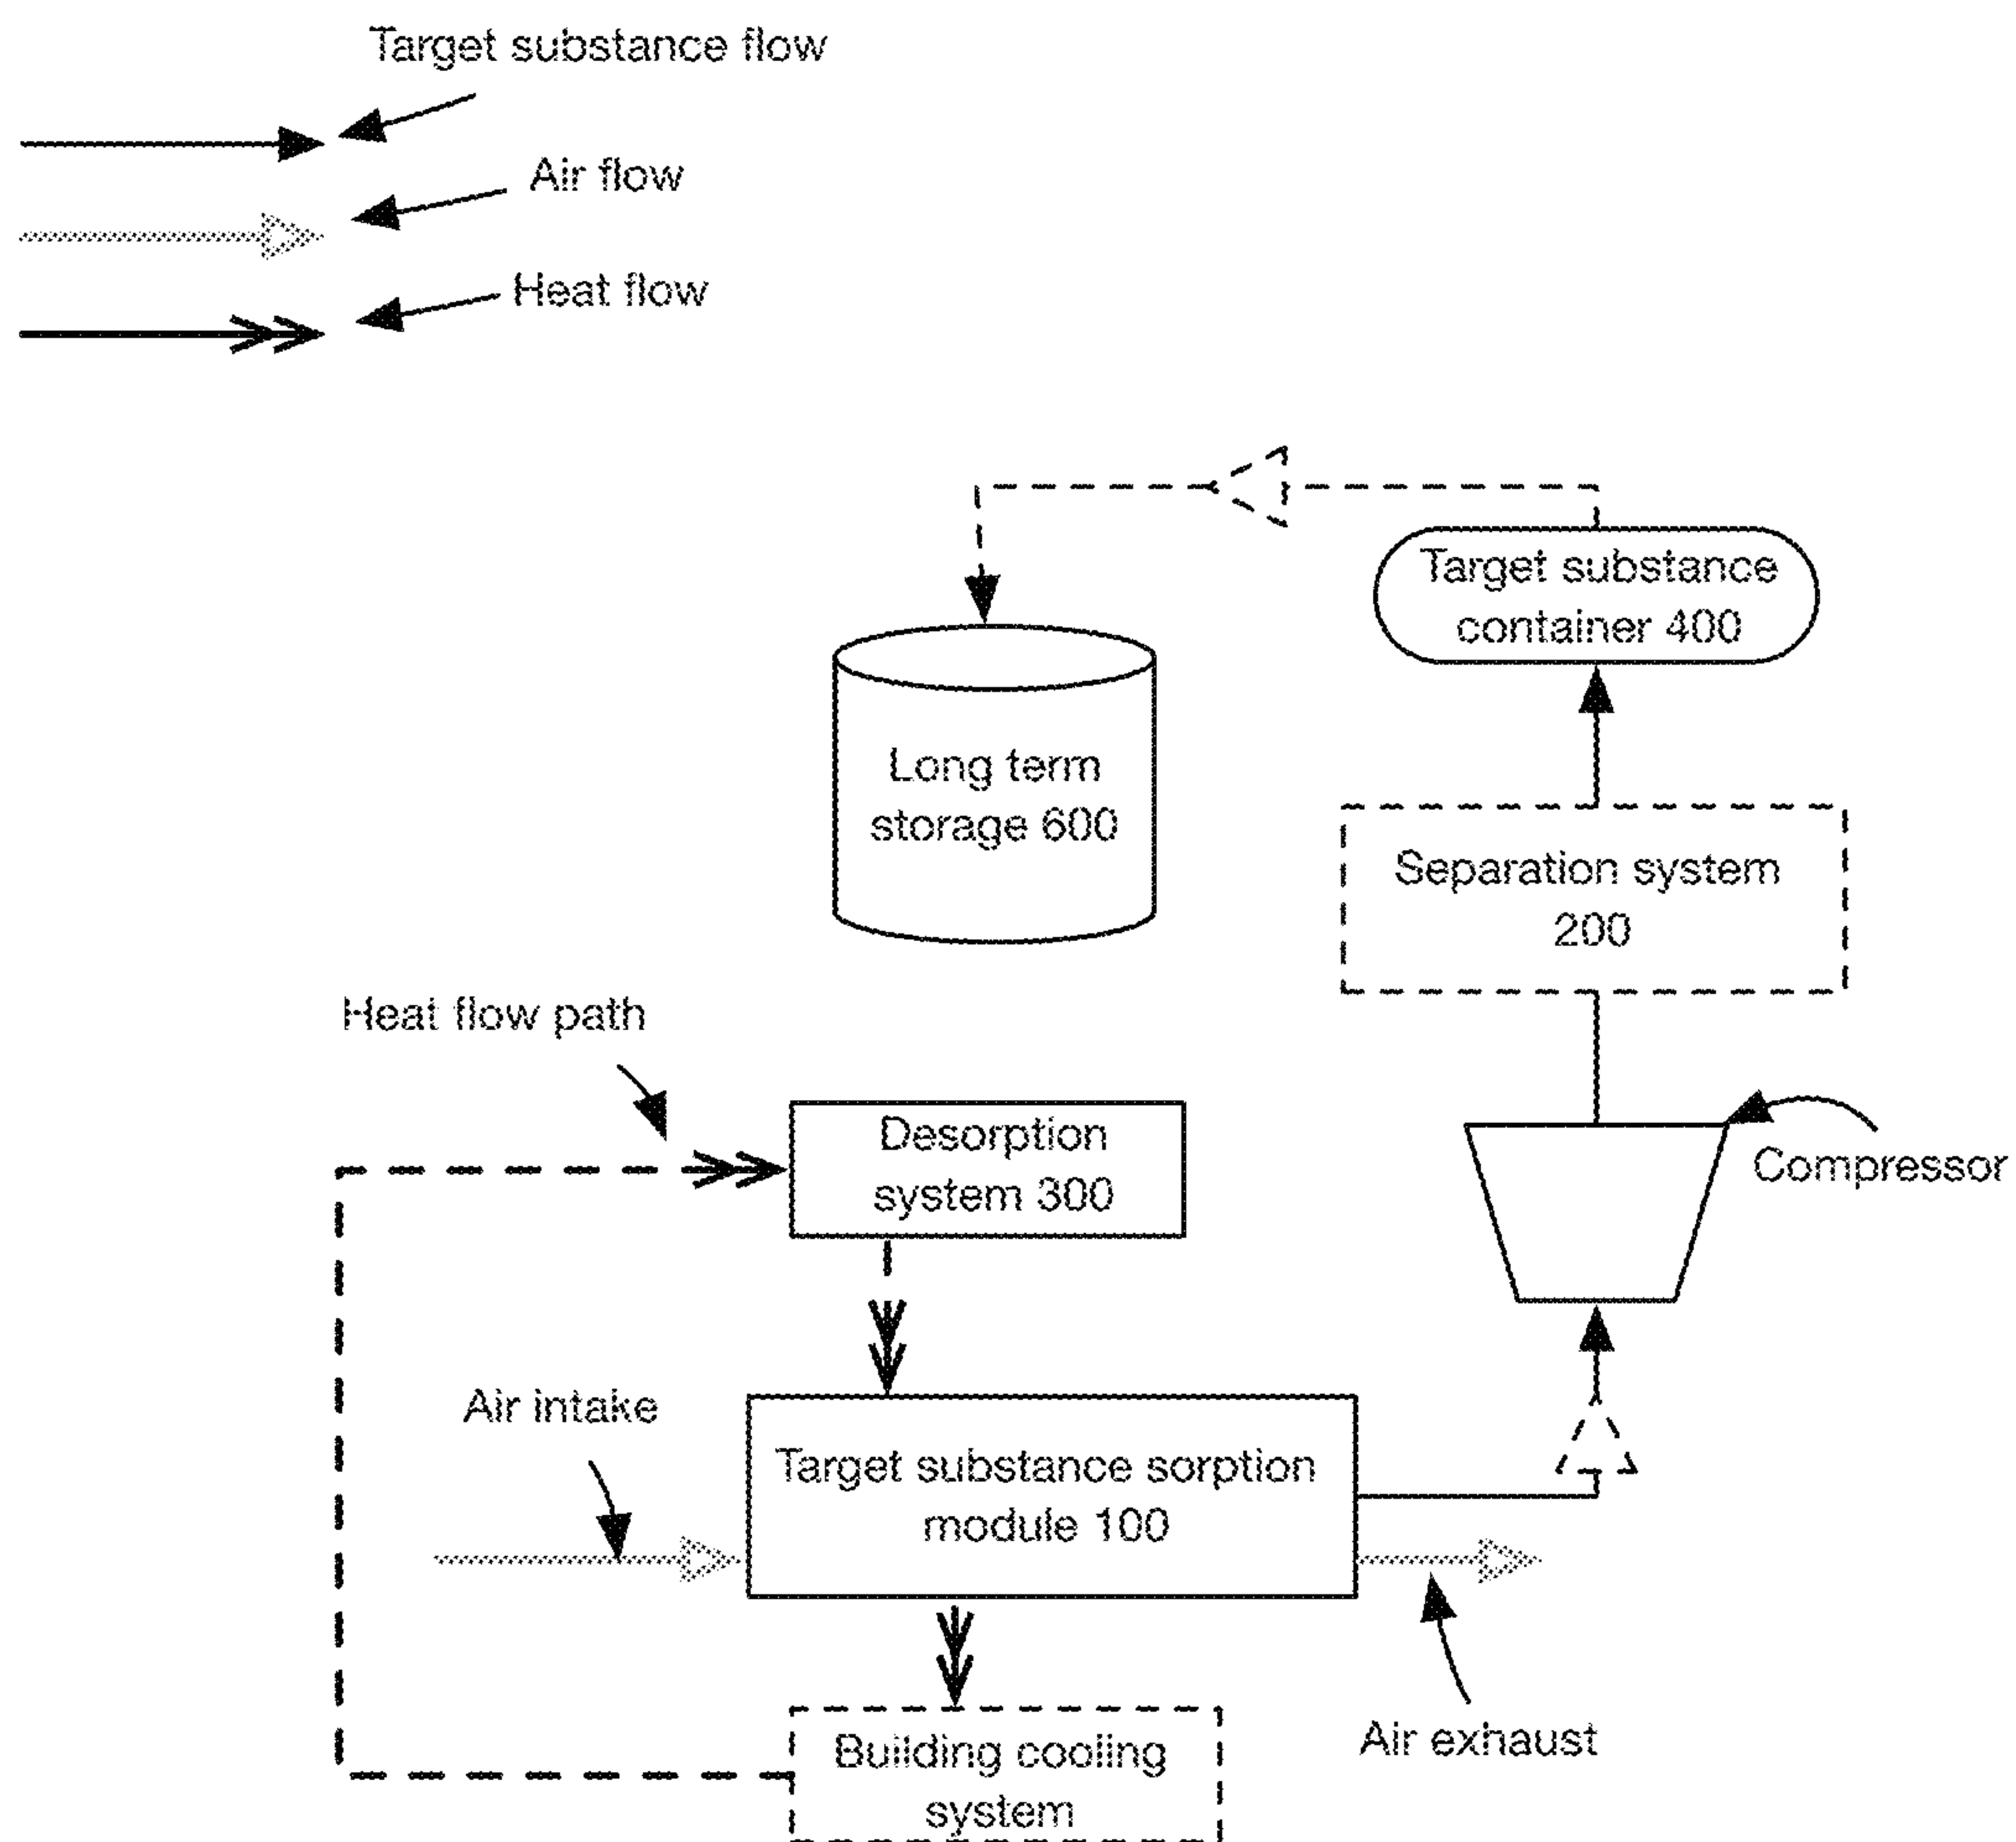 Target substance flow
Air flow
Heat flow
Target substance
container 400
Long term
storage 600
Separation system
200
Heat flow path
Desorption
system 300
Compressor
Air intake
Target substance sorption
module 100
Air exhaust
Building cooling
system